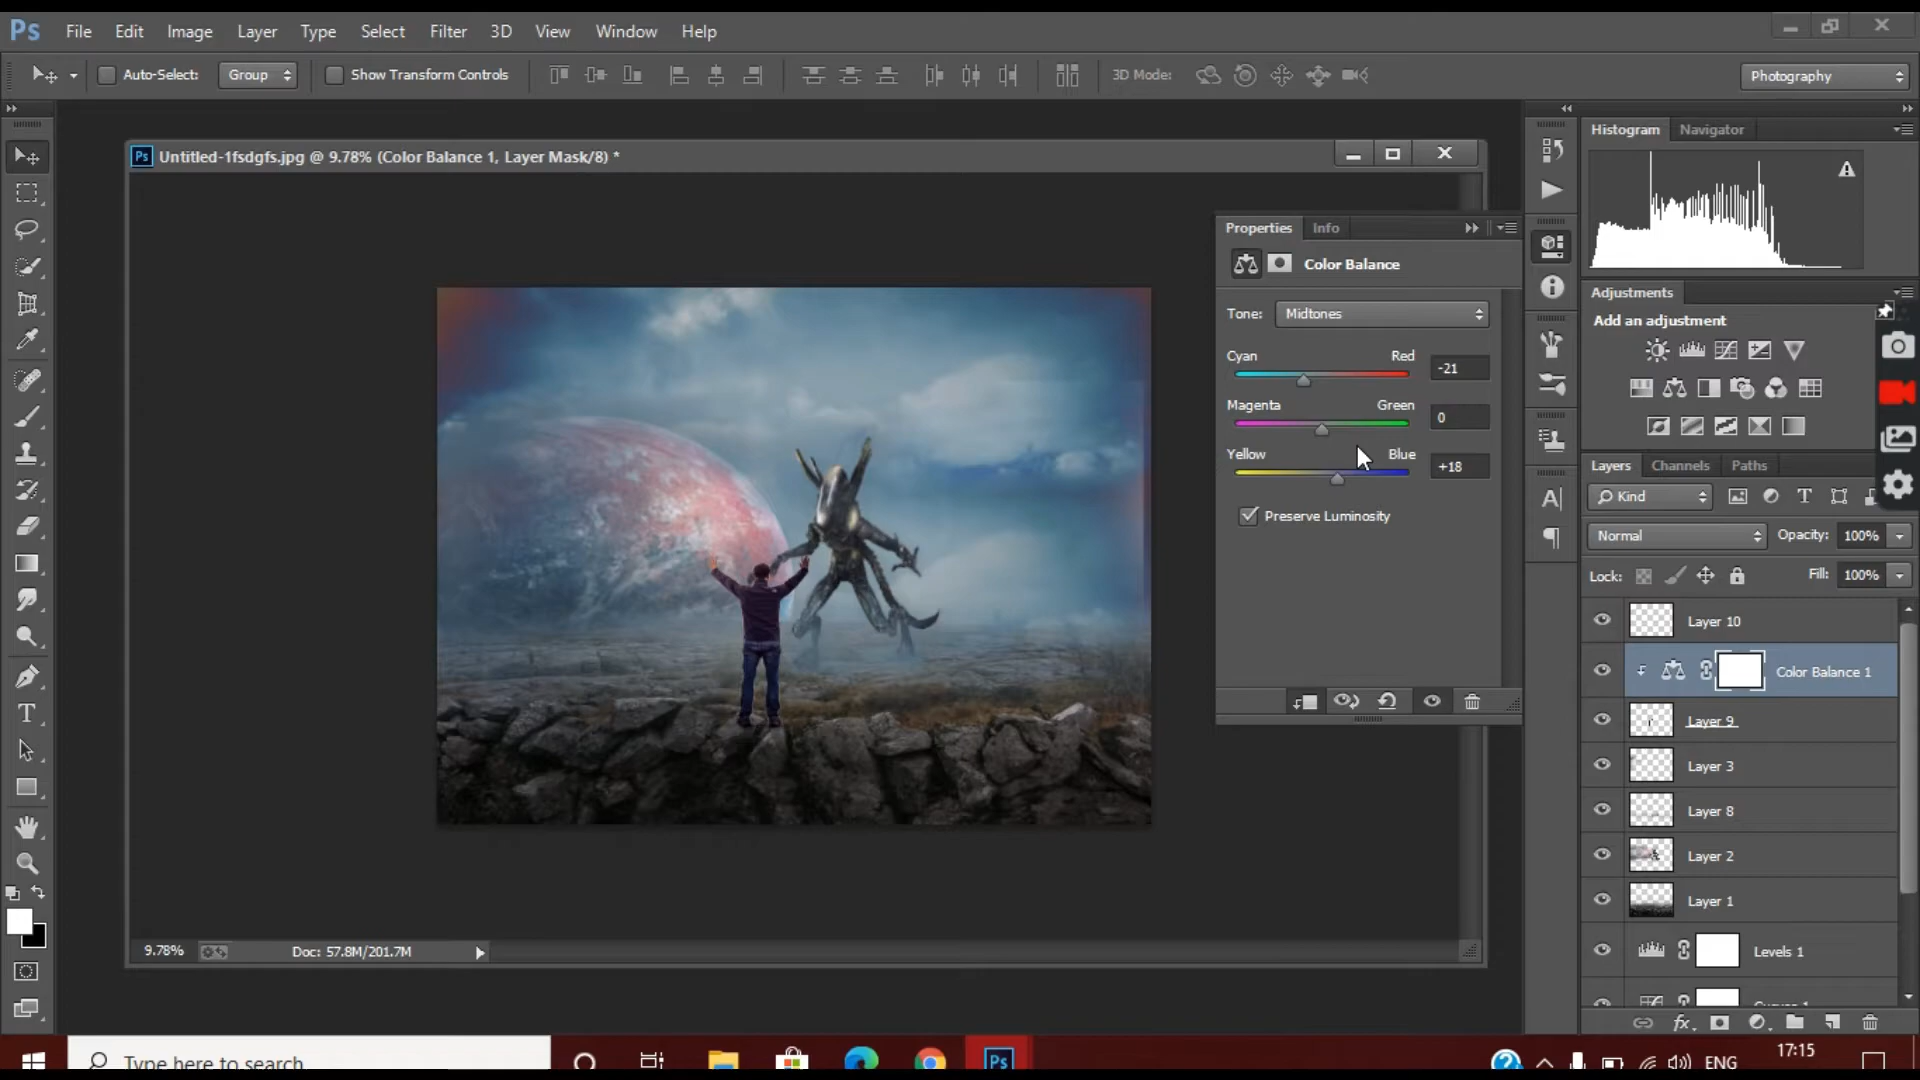 Ps File Edit Image Layer Type Select Filter 3D View Window Help
Auto-Select: Group Show Transform Controls 3D Mode: Photography
Ps Untitled-1fsdgfs.jpg @ 9.78% (Color Balance 1, Layer Mask/8) *
Histogram Navigator
Properties Info
Color Balance
Tone: Midtones
Cyan Red -21
Magenta Green 0
Yellow Blue +18
Preserve Luminosity
Adjustments
Add an adjustment
Layers Channels Paths
Kind
Normal Opacity: 100%
Lock: Fill: 100%
Layer 10
Color Balance 1
Layer 9
Layer 3
Layer 8
Layer 2
Layer 1
Levels 1
9.78% Doc: 57.8M/201.7M
Type here to search
Ps
ENG
17:15